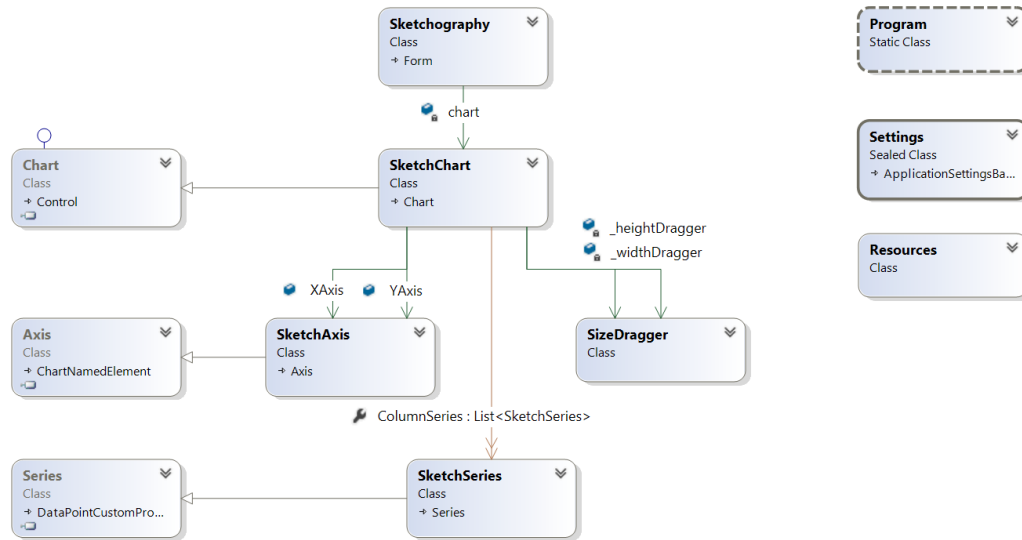 Sketchography
Class
Form
Program
Static Class
chart
Chart
Class
Control
SketchChart
Class
Chart
Settings
Sealed Class
ApplicationSettingsBa...
_heightDragger
_widthDragger
Resources
Class
XAxis
YAxis
Axis
Class
ChartNamedElement
SketchAxis
Class
Axis
SizeDragger
Class
ColumnSeries : List<SketchSeries>
Series
Class
DataPointCustomPro...
SketchSeries
Class
Series